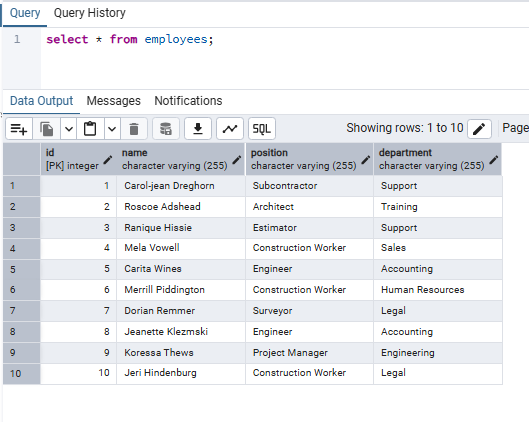 Query Query History
1 select * from employees;
Data Output Messages Notifications
SQL Showing rows: 1 to 10 Page
id name position department
[PK] integer character varying (255) character varying (255) character varying (255)
1 1 Carol-jean Dreghorn Subcontractor Support
2 2 Roscoe Adshead Architect Training
3 3 Ranique Hissie Estimator Support
4 4 Mela Vowell Construction Worker Sales
5 5 Carita Wines Engineer Accounting
6 6 Merrill Piddington Construction Worker Human Resources
7 7 Dorian Remmer Surveyor Legal
8 8 Jeanette Klezmski Engineer Accounting
9 9 Koressa Thews Project Manager Engineering
10 10 Jeri Hindenburg Construction Worker Legal